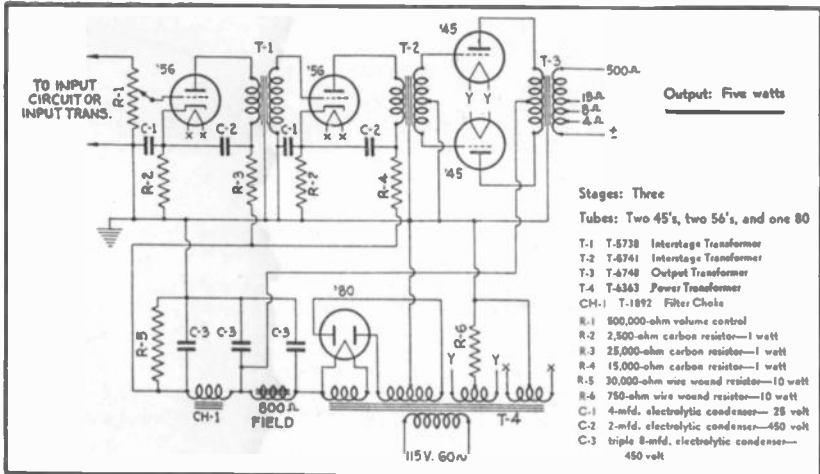 '45
'56
T-1
'56
T-2
T-3
500Ω
TO INPUT
CIRCUIT OR
INPUT TRANS.
R-1
15Ω
8Ω
4Ω
±
Output: Five watts
Y Y
C-1
x x
C-2
C-1
x x
C-2
R-2
R-3
R-2
R-4
'45
Stages: Three
Tubes: Two 45's, two 56's, and one 80
T-1 T-5738 Interstage Transformer
T-2 T-5741 Interstage Transformer
T-3 T-6748 Output Transformer
T-4 T-6363 Power Transformer
CH-1 T-1892 Filter Choke
R-1 500,000-ohm volume control
R-2 2,500-ohm carbon resistor—1 watt
R-3 25,000-ohm carbon resistor—1 watt
R-4 15,000-ohm carbon resistor—1 watt
R-5 30,000-ohm wire wound resistor—10 watt
R-6 750-ohm wire wound resistor—10 watt
C-1 4-mfd. electrolytic condenser—25 volt
C-2 2-mfd. electrolytic condenser—450 volt
C-3 triple 8-mfd. electrolytic condenser—
450 volt
R-5
C-3
C-3
C-3
'80
R-6
Y Y
x x
CH-1
800Ω
FIELD
T-4
115V. 60~